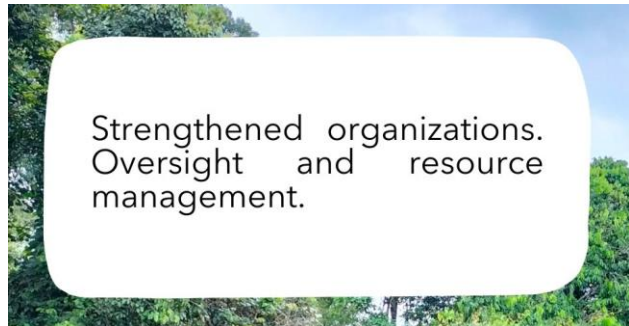 Strengthened organizations.
Oversight and resource
management.